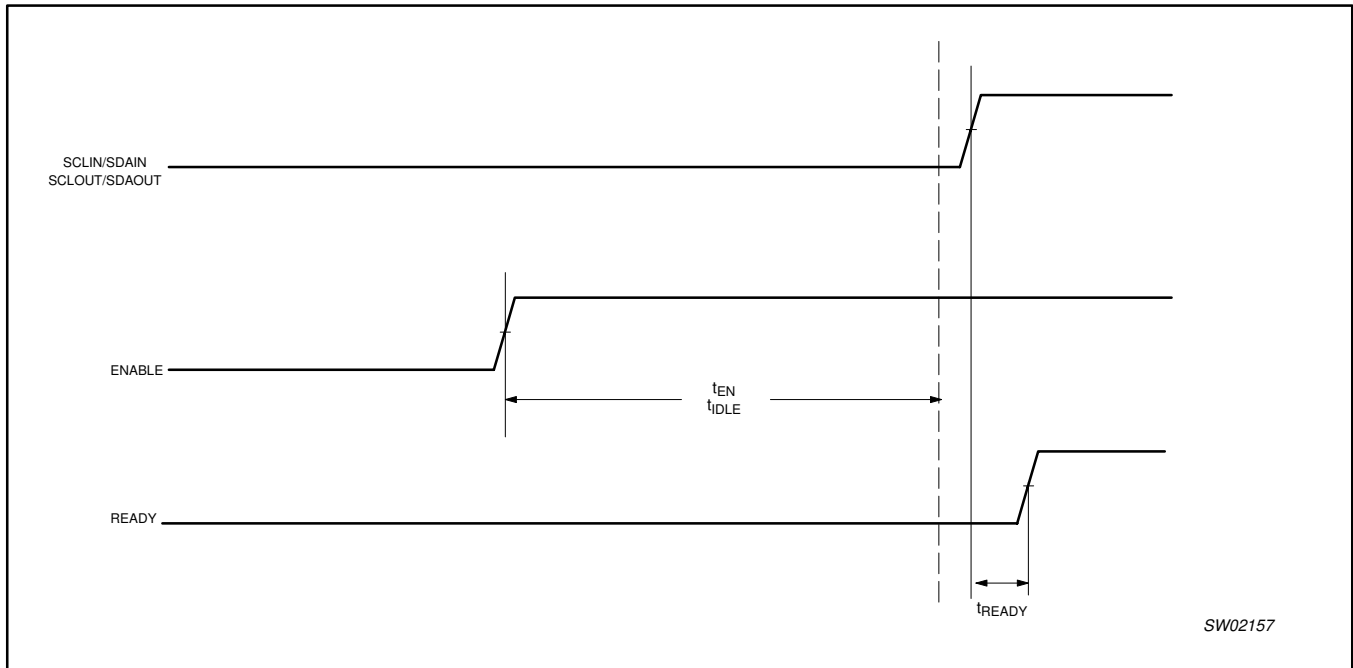 SCLIN/SDAIN
SCLOUT/SDAOUT
ENABLE
tEN
tIDLE
READY
tREADY
SW02157